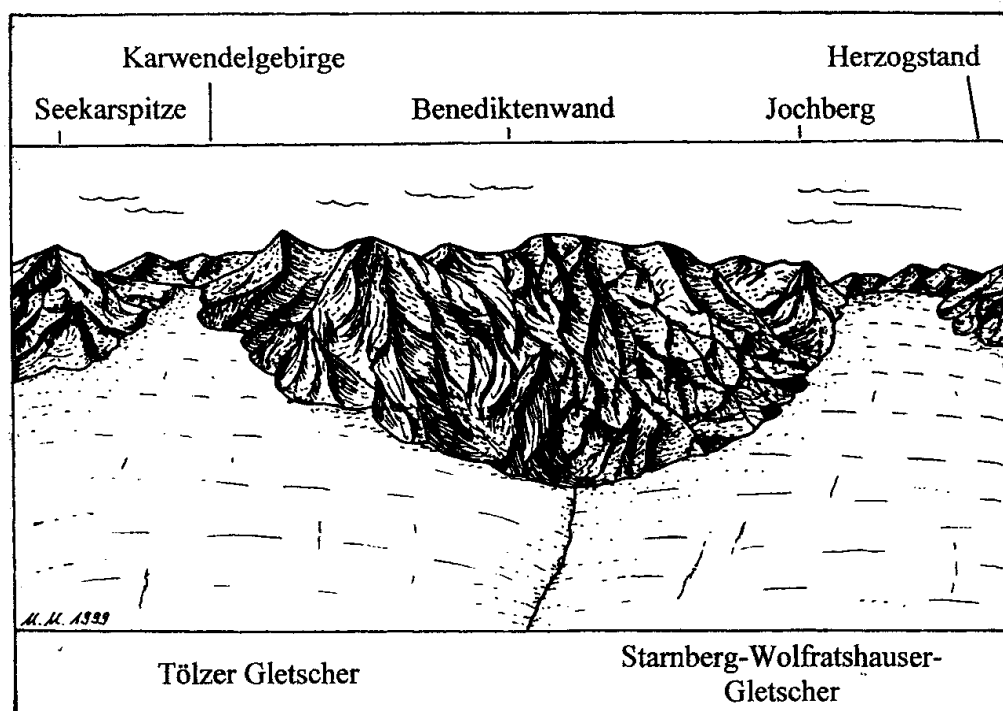 Karwendelgebirge
Herzogstand
Seekarspitze
Benediktenwand
Jochberg
M.M. 1999
Tölzer Gletscher
Starnberg-Wolfratshauser-
Gletscher